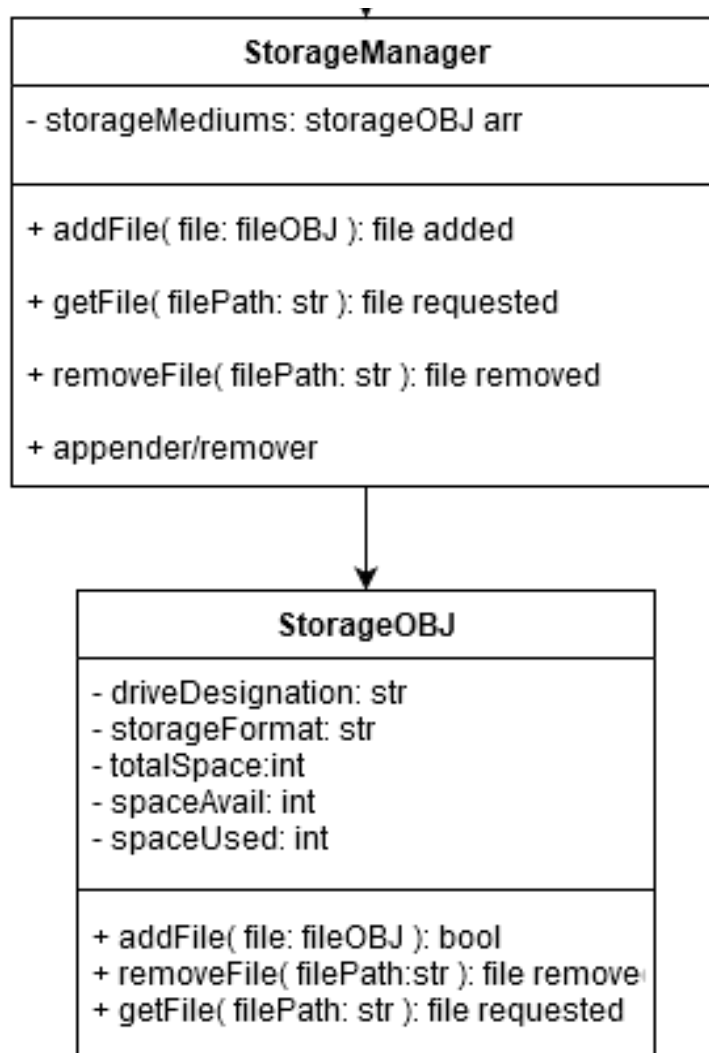 StorageManager
- storageMediums: storageOBJ arr
+ addFile( file: fileOBJ ): file added
+ getFile( filePath: str ): file requested
+ removeFile( filePath: str ): file removed
+ appender/remover
StorageOBJ
- driveDesignation: str
- storageFormat: str
- totalSpace:int
- spaceAvail: int
- spaceUsed: int
+ addFile( file: fileOBJ ): bool
+ removeFile( filePath:str ): file remove
+ getFile( filePath: str ): file requested